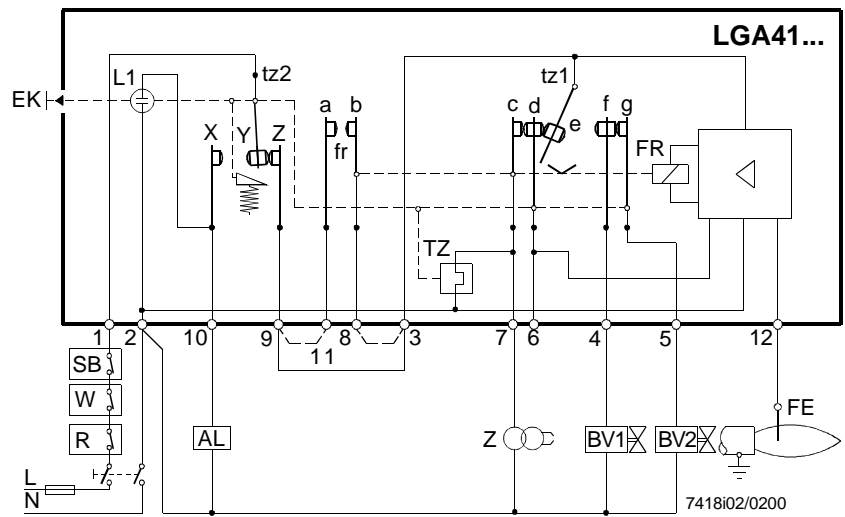 LGA41...
L1
tz2
tz1
EK
X
Y
Z
a
b
fr
c
d
e
f
g
FR
TZ
1
2
10
9
11
8
3
7
6
4
5
12
SB
W
R
AL
Z
BV1
BV2
FE
L
N
7418i02/0200